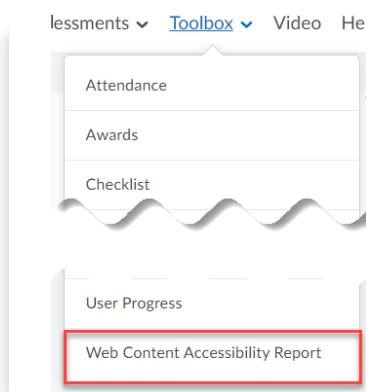 lessments Toolbox Video He
Attendance
Awards
Checklist
User Progress
Web Content Accessibility Report